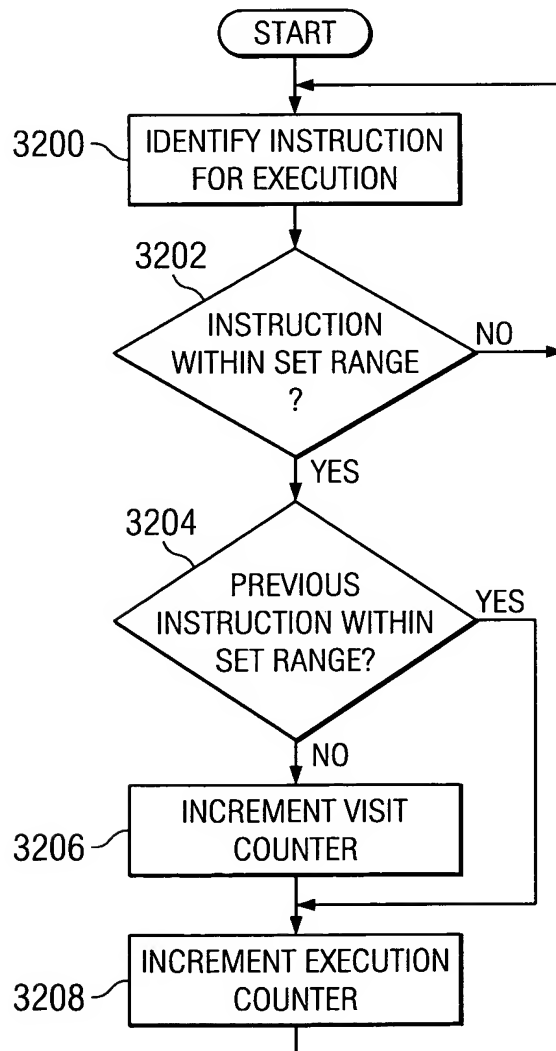 START
3200
IDENTIFY INSTRUCTION
FOR EXECUTION
3202
INSTRUCTION
WITHIN SET RANGE
?
NO
YES
3204
PREVIOUS
INSTRUCTION WITHIN
SET RANGE?
YES
NO
3206
INCREMENT VISIT
COUNTER
3208
INCREMENT EXECUTION
COUNTER